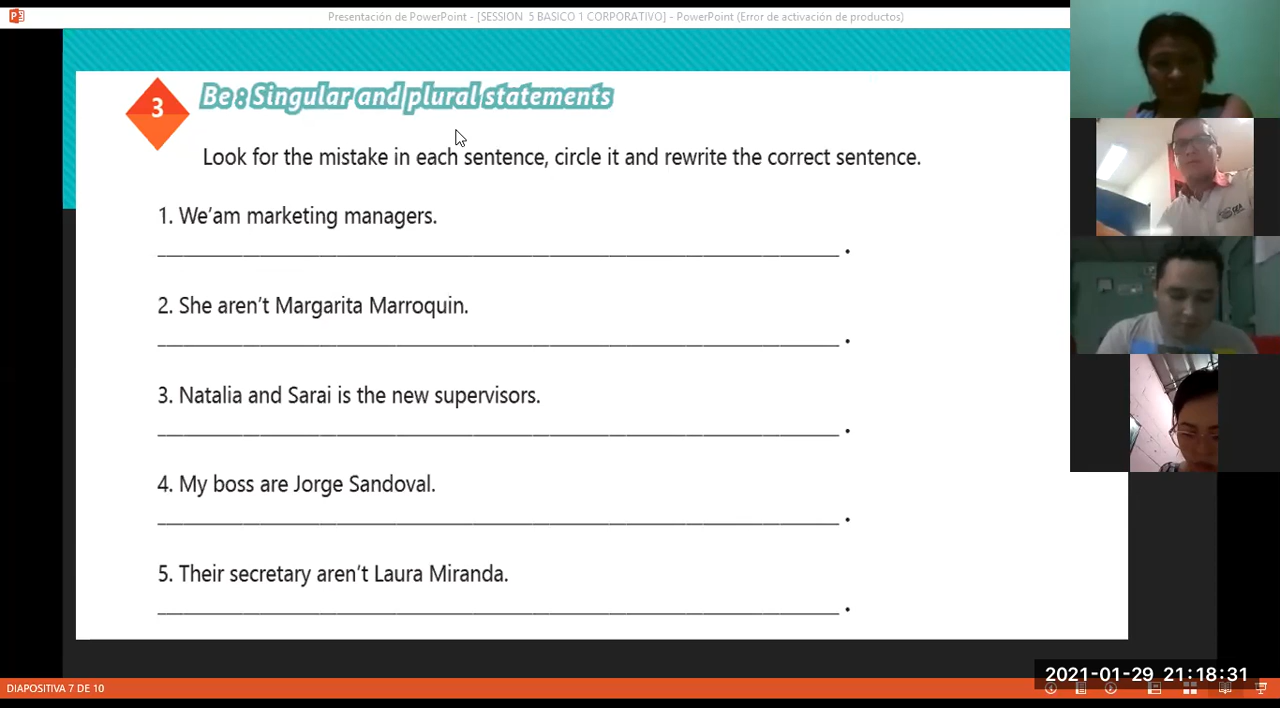 Presentación de PowerPoint - [SESSION 5 BASICO 1 CORPORATIVO] - PowerPoint (Error de activación de productos)
3
Be : Singular and plural statements
Look for the mistake in each sentence, circle it and rewrite the correct sentence.
1. We'am marketing managers.
2. She aren't Margarita Marroquin.
3. Natalia and Sarai is the new supervisors.
4. My boss are Jorge Sandoval.
5. Their secretary aren't Laura Miranda.
2021-01-29 21:18:31
DIAPOSITIVA 7 DE 10